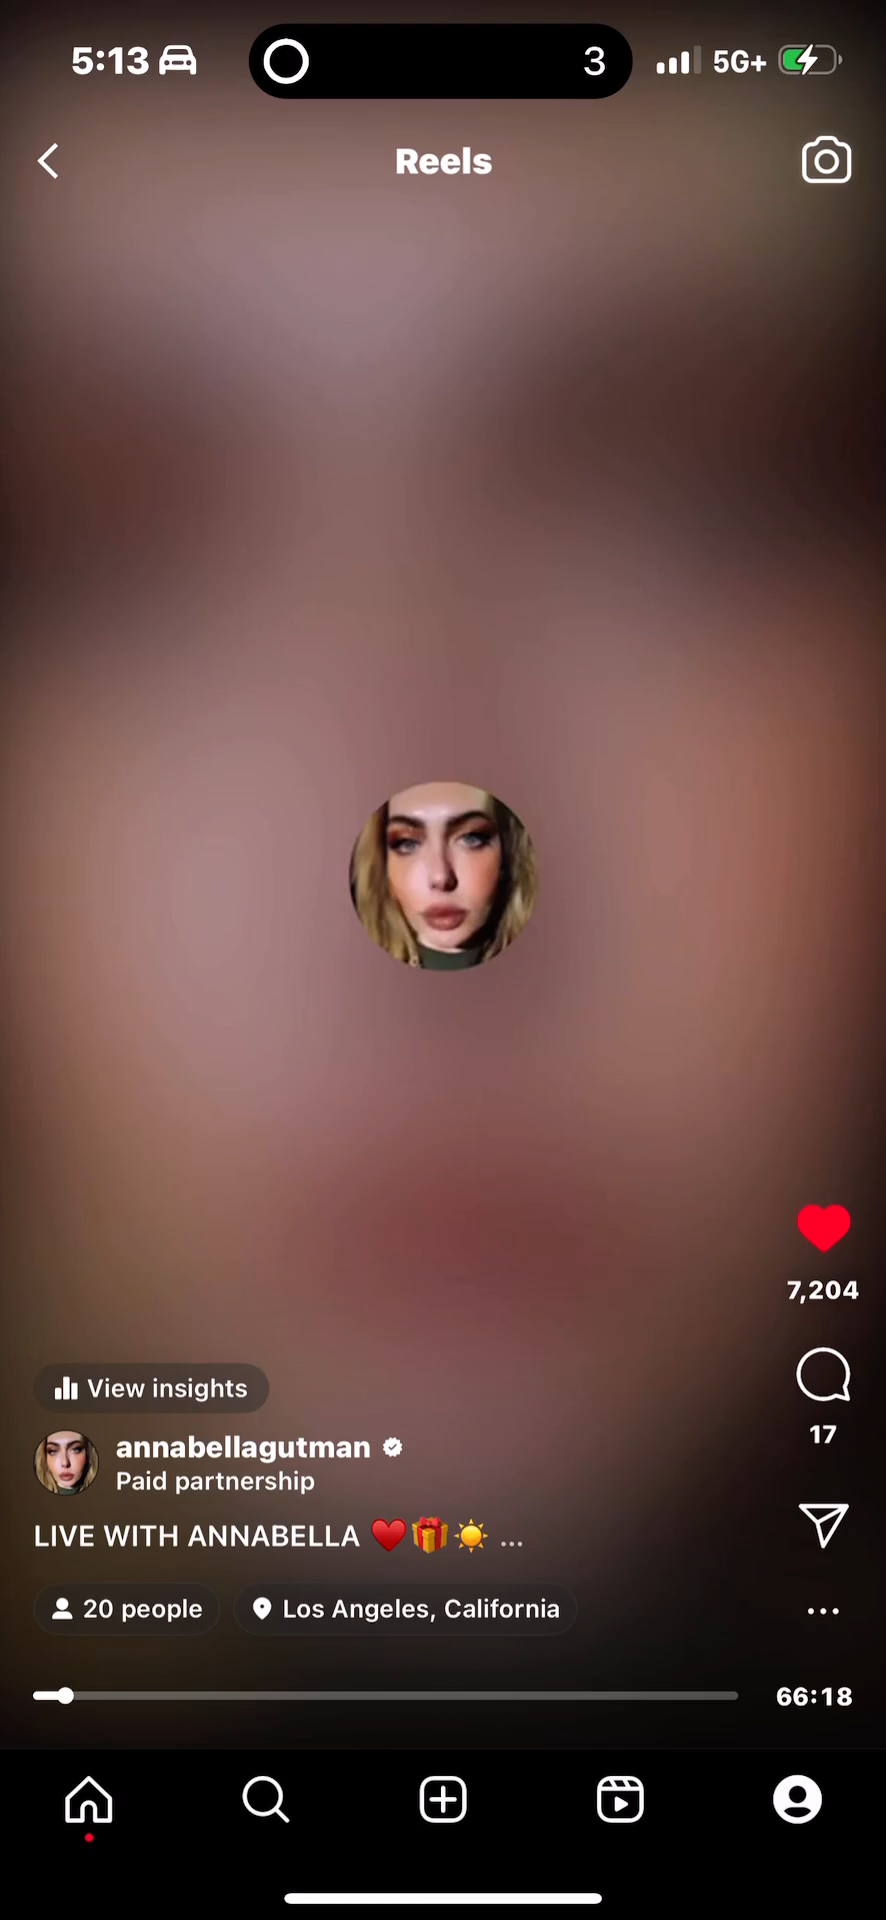 5:13 3 5G+
Reels
7,204
View insights
17
annabellagutman
Paid partnership
LIVE WITH ANNABELLA ❤️🎁☀️ ...
20 people Los Angeles, California
66:18